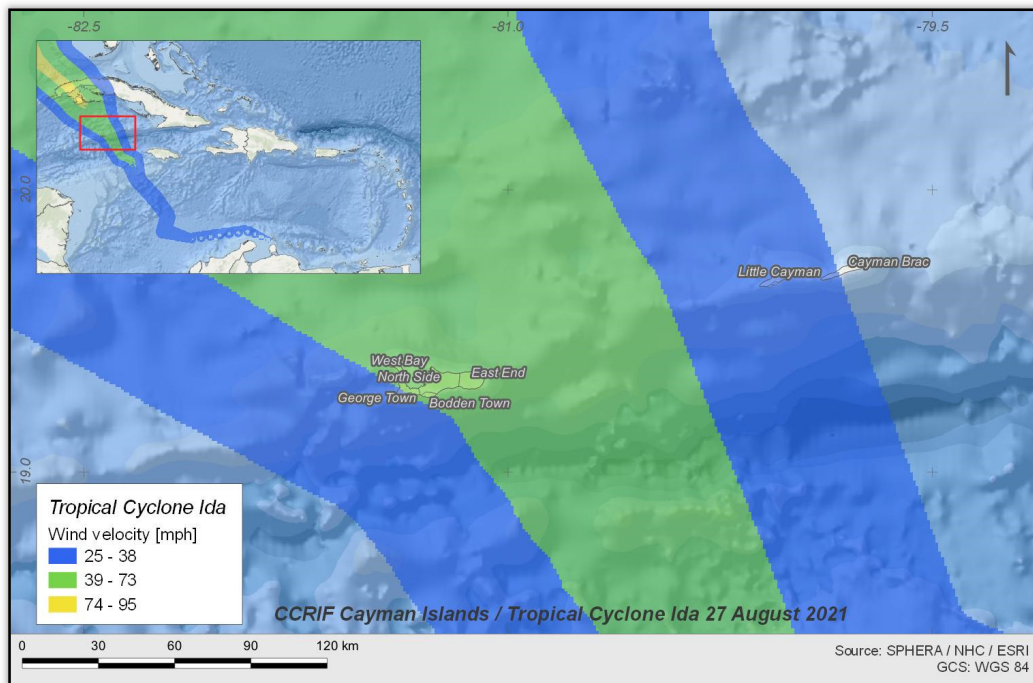 -82.5
-81.0
-79.5
20.0
Little Cayman
Cayman Brac
West Bay
North Side
East End
George Town
Bodden Town
19.0
Tropical Cyclone Ida
Wind velocity [mph]
25 - 38
39 - 73
74 - 95
CCRIF Cayman Islands / Tropical Cyclone Ida 27 August 2021
0 30 60 90 120 km
Source: SPHERA / NHC / ESRI
GCS: WGS 84